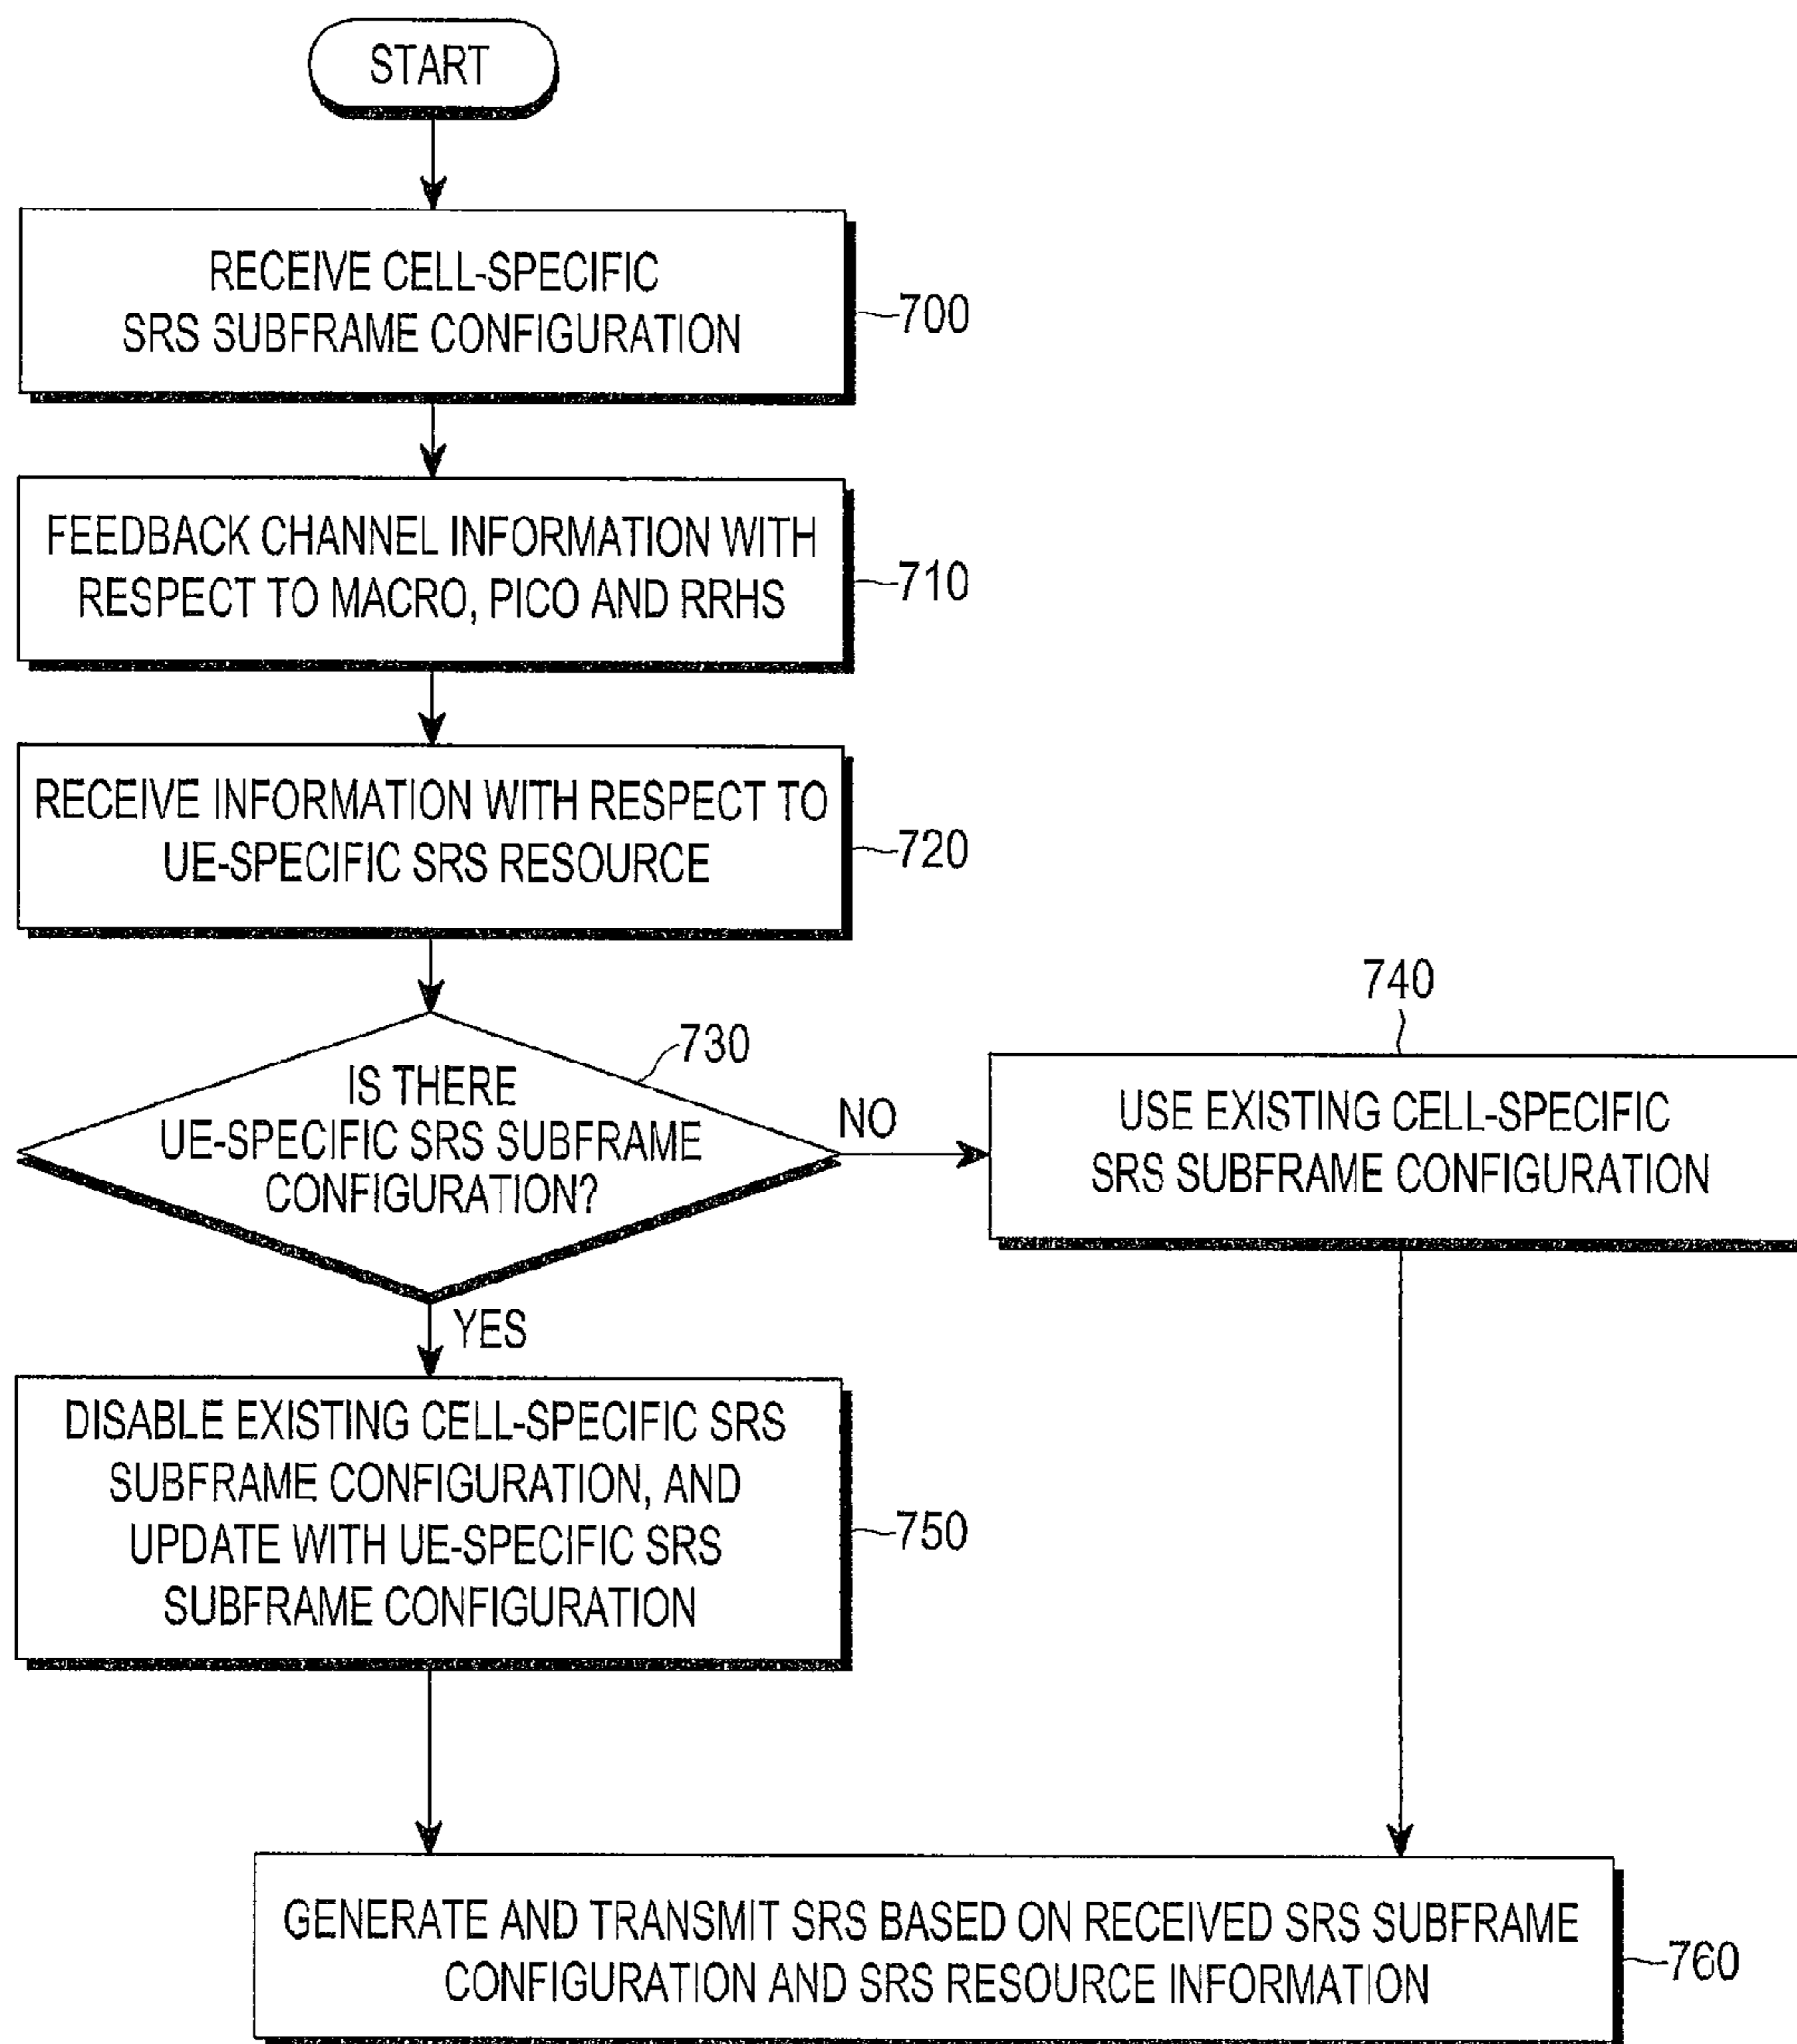 START
RECEIVE CELL-SPECIFIC
SRS SUBFRAME CONFIGURATION
700
FEEDBACK CHANNEL INFORMATION WITH
RESPECT TO MACRO, PICO AND RRHS
710
RECEIVE INFORMATION WITH RESPECT TO
UE-SPECIFIC SRS RESOURCE
720
730
IS THERE
UE-SPECIFIC SRS SUBFRAME
CONFIGURATION?
NO
740
USE EXISTING CELL-SPECIFIC
SRS SUBFRAME CONFIGURATION
YES
DISABLE EXISTING CELL-SPECIFIC SRS
SUBFRAME CONFIGURATION, AND
UPDATE WITH UE-SPECIFIC SRS
SUBFRAME CONFIGURATION
750
GENERATE AND TRANSMIT SRS BASED ON RECEIVED SRS SUBFRAME
CONFIGURATION AND SRS RESOURCE INFORMATION
760